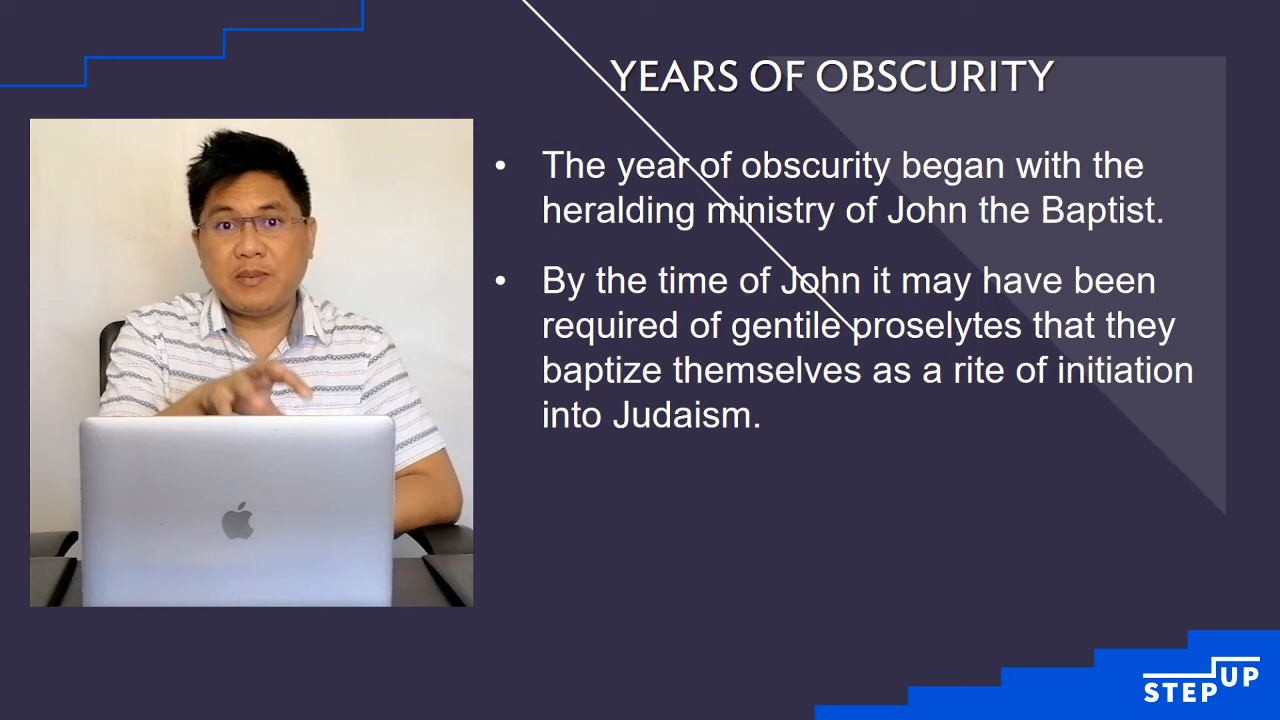 YEARS OF OBSCURITY
• The year of obscurity began with the
heralding ministry of John the Baptist.
• By the time of John it may have been
required of gentile proselytes that they
baptize themselves as a rite of initiation
into Judaism.
STEP UP